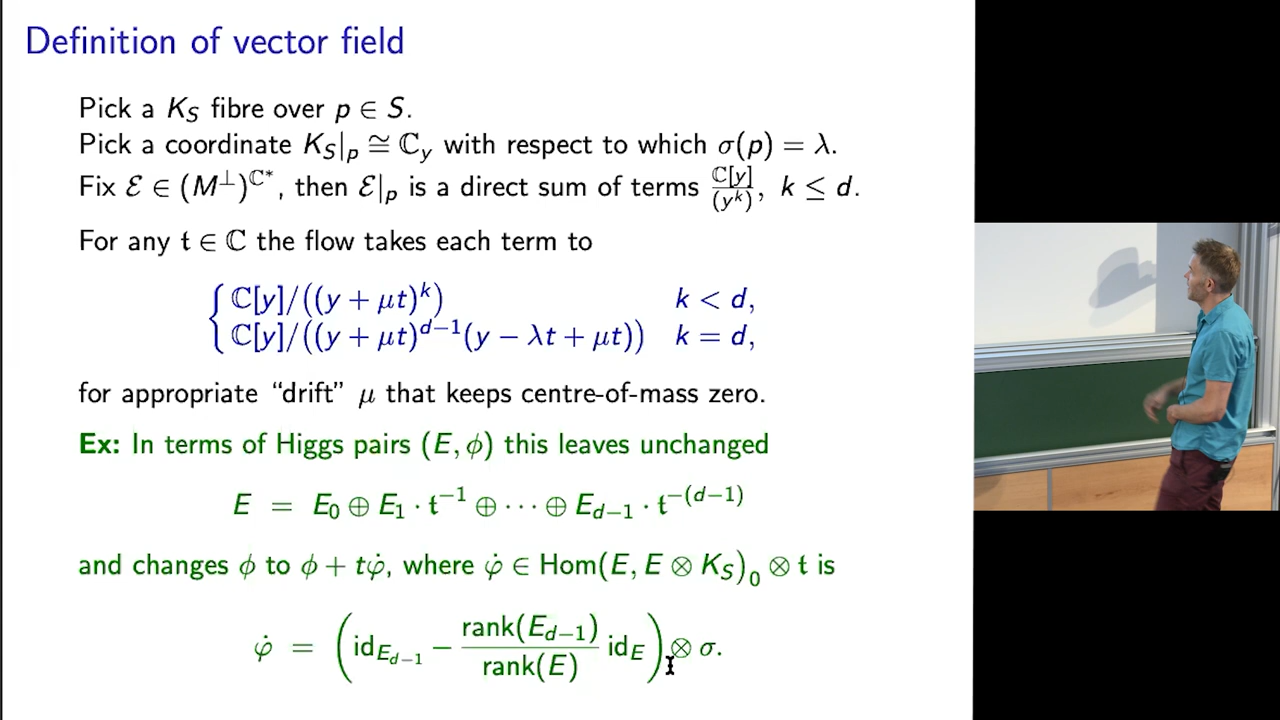 Definition of vector field
Pick a K_S fibre over p ∈ S.
Pick a coordinate K_S|_p ≅ ℂ_y with respect to which σ(p) = λ.
Fix ℰ ∈ (M^⊥)^{ℂ*}, then ℰ|_p is a direct sum of terms ℂ[y]/(y^k), k ≤ d.
For any 𝔱 ∈ ℂ the flow takes each term to
{ ℂ[y]/((y + μt)^k) k < d,
ℂ[y]/((y + μt)^{d−1}(y − λt + μt)) k = d,
for appropriate “drift” μ that keeps centre-of-mass zero.
Ex: In terms of Higgs pairs (E, ϕ) this leaves unchanged
E = E_0 ⊕ E_1 · 𝔱^{−1} ⊕ ⋯ ⊕ E_{d−1} · 𝔱^{−(d−1)}
and changes ϕ to ϕ + tφ̇, where φ̇ ∈ Hom(E, E ⊗ K_S)_0 ⊗ 𝔱 is
φ̇ = (id_{E_{d−1}} − rank(E_{d−1})/rank(E) id_E) ⊗ σ.